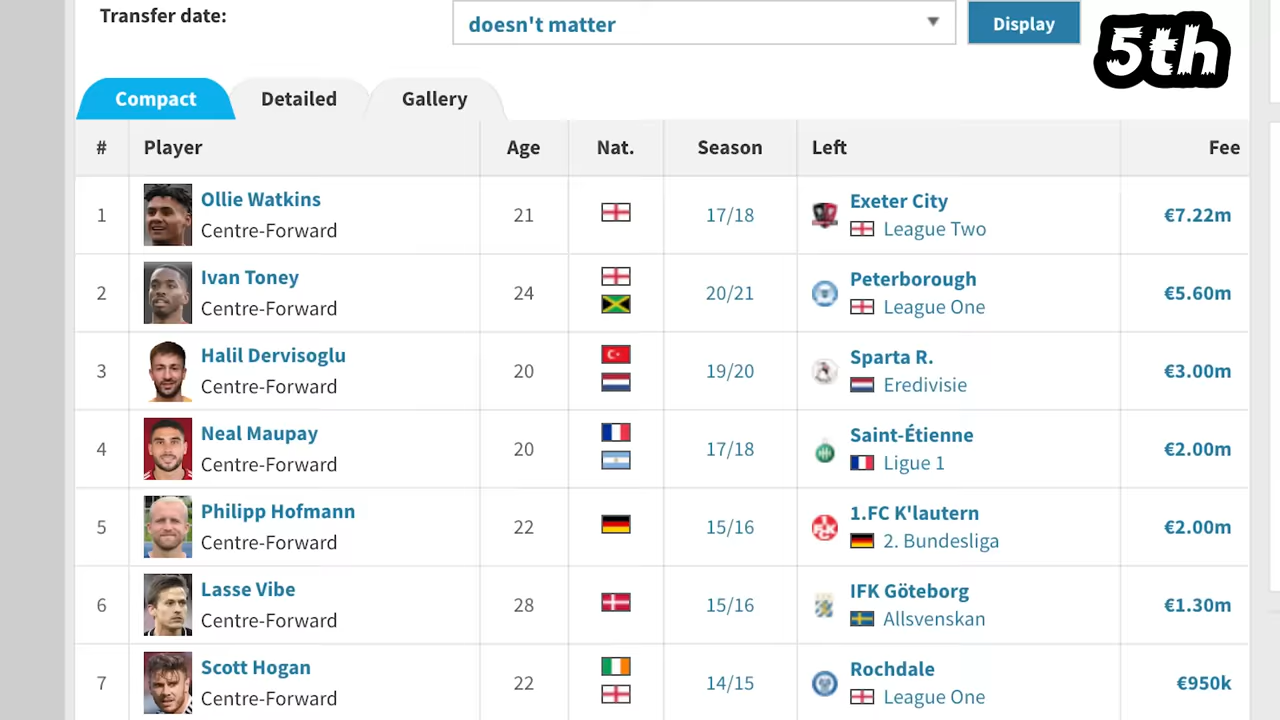 Transfer date:
doesn't matter
Display
5th
Compact
Detailed
Gallery
# Player Age Nat. Season Left Fee
1 Ollie Watkins Centre-Forward 21 17/18 Exeter City League Two €7.22m
2 Ivan Toney Centre-Forward 24 20/21 Peterborough League One €5.60m
3 Halil Dervisoglu Centre-Forward 20 19/20 Sparta R. Eredivisie €3.00m
4 Neal Maupay Centre-Forward 20 17/18 Saint-Étienne Ligue 1 €2.00m
5 Philipp Hofmann Centre-Forward 22 15/16 1.FC K'lautern 2. Bundesliga €2.00m
6 Lasse Vibe Centre-Forward 28 15/16 IFK Göteborg Allsvenskan €1.30m
7 Scott Hogan Centre-Forward 22 14/15 Rochdale League One €950k